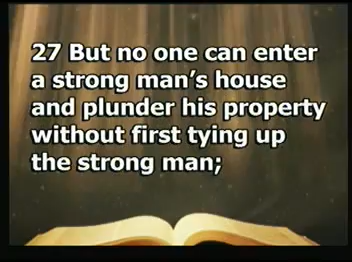 27 But no one can enter
a strong man's house
and plunder his property
without first tying up
the strong man;